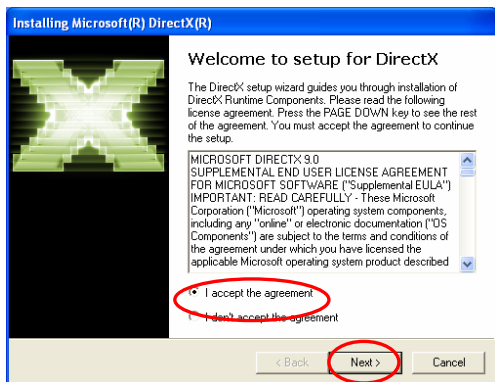 Installing Microsoft(R) DirectX(R)
Welcome to setup for DirectX
The DirectX setup wizard guides you through installation of
DirectX Runtime Components. Please read the following
license agreement. Press the PAGE DOWN key to see the rest
of the agreement. You must accept the agreement to continue
the setup.
MICROSOFT DIRECTX 9.0
SUPPLEMENTAL END USER LICENSE AGREEMENT
FOR MICROSOFT SOFTWARE ("Supplemental EULA")
IMPORTANT: READ CAREFULLY - These Microsoft
Corporation ("Microsoft") operating system components,
including any "online" or electronic documentation ("OS
Components") are subject to the terms and conditions of
the agreement under which you have licensed the
applicable Microsoft operating system product described
I accept the agreement
I don't accept the agreement
< Back Next > Cancel